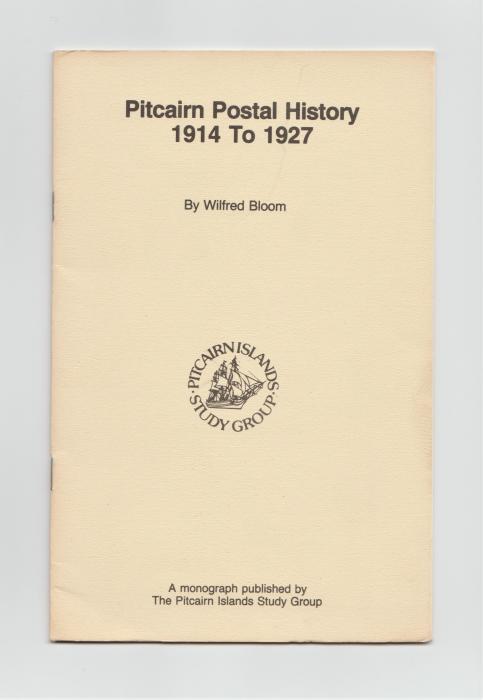 Pitcairn Postal History
1914 To 1927
By Wilfred Bloom
PITCAIRN ISLANDS
· STUDY GROUP ·
A monograph published by
The Pitcairn Islands Study Group